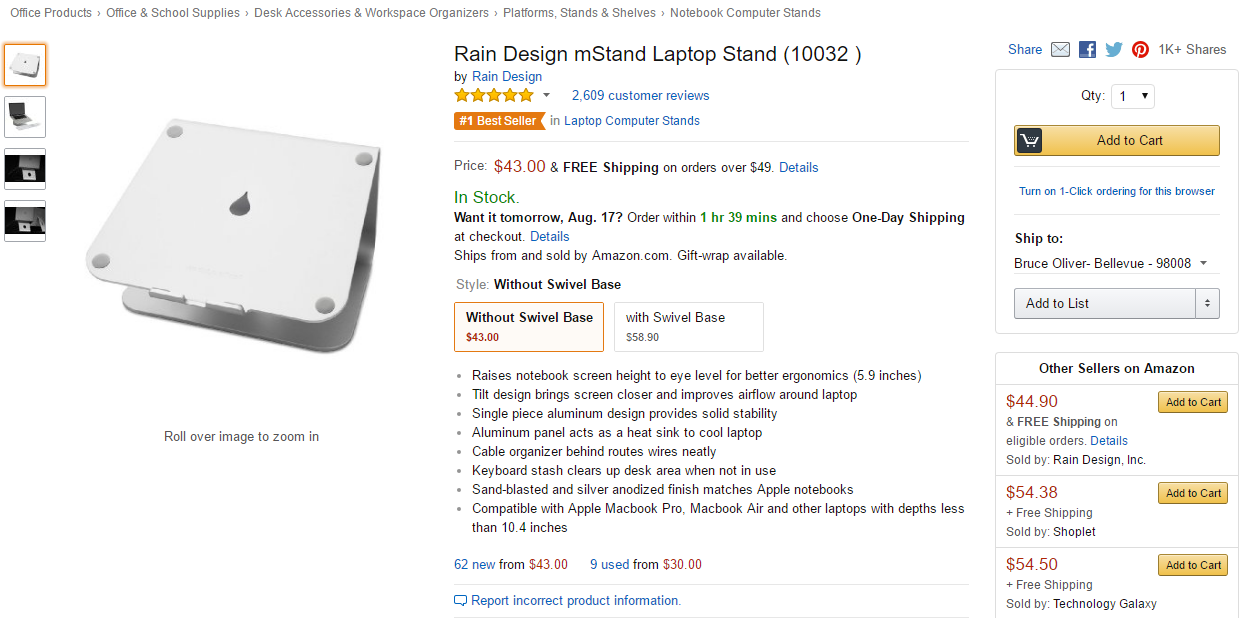 Office Products › Office & School Supplies › Desk Accessories & Workspace Organizers › Platforms, Stands & Shelves › Notebook Computer Stands
Roll over image to zoom in
Rain Design mStand Laptop Stand (10032 )
by Rain Design
2,609 customer reviews
#1 Best Seller in Laptop Computer Stands
Price: $43.00 & FREE Shipping on orders over $49. Details
In Stock.
Want it tomorrow, Aug. 17? Order within 1 hr 39 mins and choose One-Day Shipping
at checkout. Details
Ships from and sold by Amazon.com. Gift-wrap available.
Style: Without Swivel Base
Without Swivel Base
$43.00
with Swivel Base
$58.90
• Raises notebook screen height to eye level for better ergonomics (5.9 inches)
• Tilt design brings screen closer and improves airflow around laptop
• Single piece aluminum design provides solid stability
• Aluminum panel acts as a heat sink to cool laptop
• Cable organizer behind routes wires neatly
• Keyboard stash clears up desk area when not in use
• Sand-blasted and silver anodized finish matches Apple notebooks
• Compatible with Apple Macbook Pro, Macbook Air and other laptops with depths less
than 10.4 inches
62 new from $43.00 9 used from $30.00
Report incorrect product information.
Share 1K+ Shares
Qty: 1
Add to Cart
Turn on 1-Click ordering for this browser
Ship to:
Bruce Oliver- Bellevue - 98008
Add to List
Other Sellers on Amazon
$44.90 Add to Cart
& FREE Shipping on
eligible orders. Details
Sold by: Rain Design, Inc.
$54.38 Add to Cart
+ Free Shipping
Sold by: Shoplet
$54.50 Add to Cart
+ Free Shipping
Sold by: Technology Galaxy